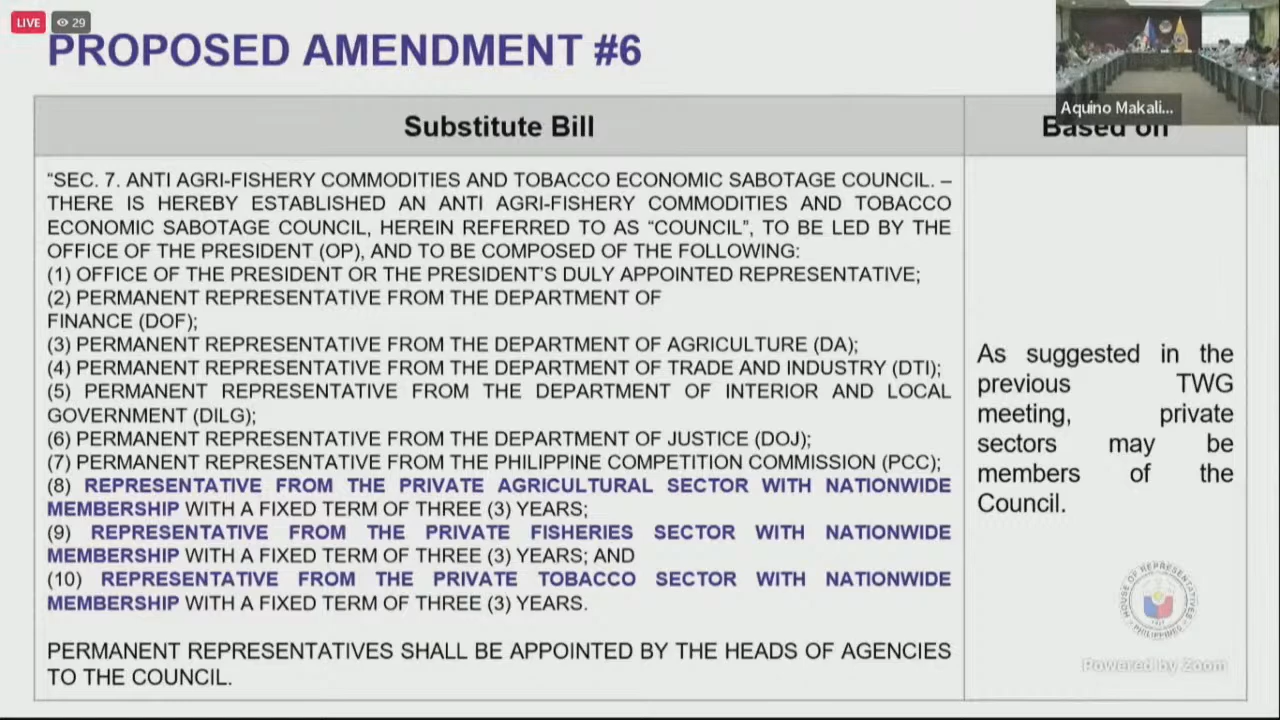 LIVE 29
PROPOSED AMENDMENT #6
Aquino Makali...
Substitute Bill
Based on
“SEC. 7. ANTI AGRI-FISHERY COMMODITIES AND TOBACCO ECONOMIC SABOTAGE COUNCIL. –
THERE IS HEREBY ESTABLISHED AN ANTI AGRI-FISHERY COMMODITIES AND TOBACCO
ECONOMIC SABOTAGE COUNCIL, HEREIN REFERRED TO AS “COUNCIL”, TO BE LED BY THE
OFFICE OF THE PRESIDENT (OP), AND TO BE COMPOSED OF THE FOLLOWING:
(1) OFFICE OF THE PRESIDENT OR THE PRESIDENT’S DULY APPOINTED REPRESENTATIVE;
(2) PERMANENT REPRESENTATIVE FROM THE DEPARTMENT OF
FINANCE (DOF);
(3) PERMANENT REPRESENTATIVE FROM THE DEPARTMENT OF AGRICULTURE (DA);
(4) PERMANENT REPRESENTATIVE FROM THE DEPARTMENT OF TRADE AND INDUSTRY (DTI);
(5) PERMANENT REPRESENTATIVE FROM THE DEPARTMENT OF INTERIOR AND LOCAL
GOVERNMENT (DILG);
(6) PERMANENT REPRESENTATIVE FROM THE DEPARTMENT OF JUSTICE (DOJ);
(7) PERMANENT REPRESENTATIVE FROM THE PHILIPPINE COMPETITION COMMISSION (PCC);
(8) REPRESENTATIVE FROM THE PRIVATE AGRICULTURAL SECTOR WITH NATIONWIDE
MEMBERSHIP WITH A FIXED TERM OF THREE (3) YEARS;
(9) REPRESENTATIVE FROM THE PRIVATE FISHERIES SECTOR WITH NATIONWIDE
MEMBERSHIP WITH A FIXED TERM OF THREE (3) YEARS; AND
(10) REPRESENTATIVE FROM THE PRIVATE TOBACCO SECTOR WITH NATIONWIDE
MEMBERSHIP WITH A FIXED TERM OF THREE (3) YEARS.
PERMANENT REPRESENTATIVES SHALL BE APPOINTED BY THE HEADS OF AGENCIES
TO THE COUNCIL.
As suggested in the
previous TWG
meeting, private
sectors may be
members of the
Council.
HOUSE OF REPRESENTATIVES
PHILIPPINES
Powered by Zoom